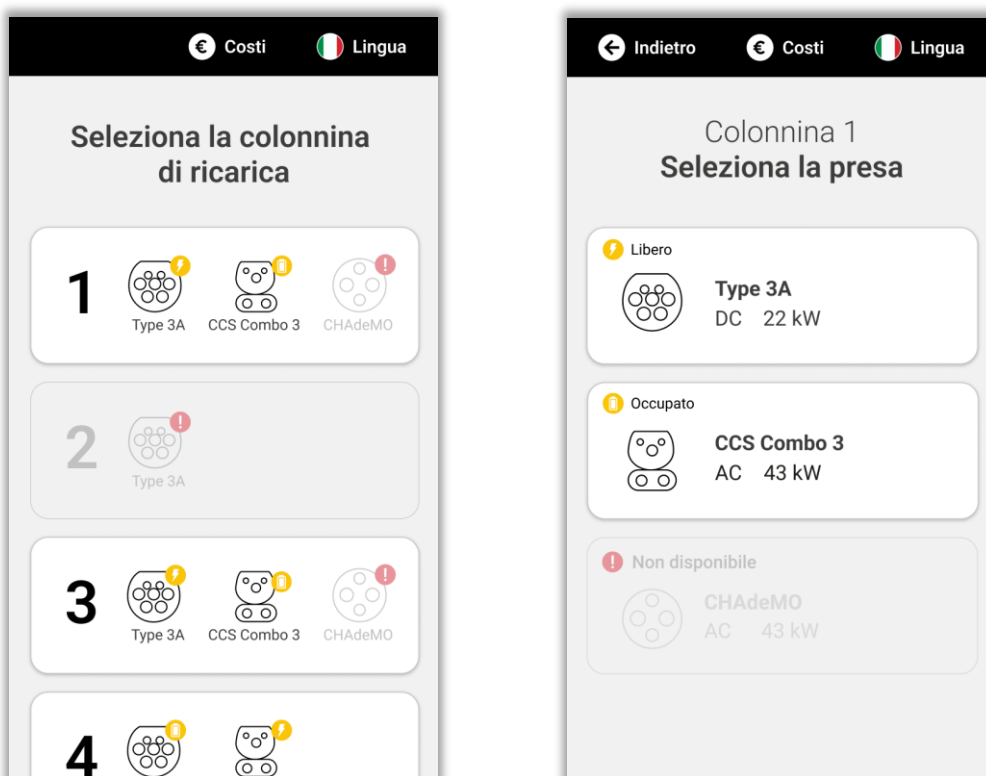 € Costi
Lingua
Seleziona la colonnina
di ricarica
1
Type 3A
CCS Combo 3
! CHAdeMO
2
! Type 3A
3
Type 3A
CCS Combo 3
! CHAdeMO
4
Indietro
€ Costi
Lingua
Colonnina 1
Seleziona la presa
Libero
Type 3A
DC 22 kW
Occupato
CCS Combo 3
AC 43 kW
! Non disponibile
CHAdeMO
AC 43 kW